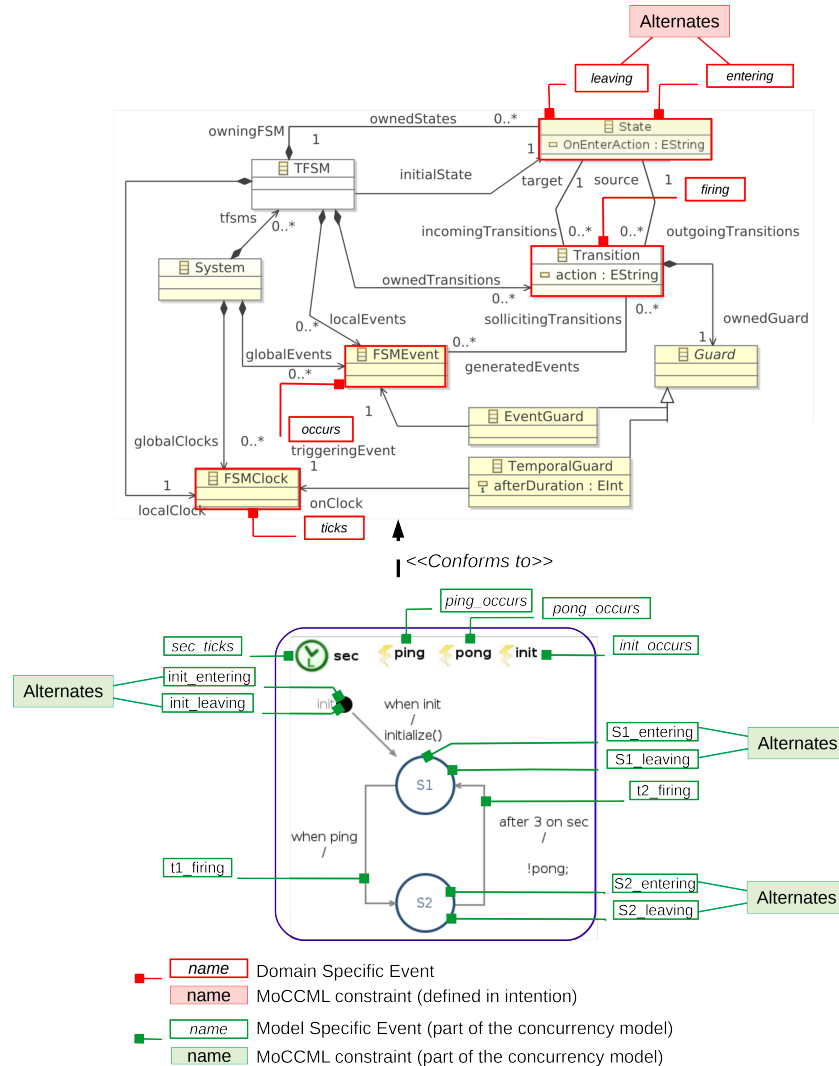 Alternates
leaving
entering
ownedStates
0..*
State
owningFSM
1
OnEnterAction : EString
TFSM
initialState
1
target
1
source
1
firing
tfsms
0..*
incomingTransitions
0..*
0..*
outgoingTransitions
System
Transition
action : EString
ownedTransitions
0..*
0..*
localEvents
0..*
sollicitingTransitions
ownedGuard
globalEvents
0..*
FSMEvent
0..*
generatedEvents
1
Guard
occurs
1
EventGuard
globalClocks
0..*
triggeringEvent
1
TemporalGuard
FSMClock
afterDuration : EInt
1
localClock
onClock
ticks
<<Conforms to>>
ping_occurs
pong_occurs
sec_ticks
sec
ping
pong
init
init_occurs
Alternates
init_entering
init_leaving
init
when init
/
initialize()
S1_entering
S1_leaving
Alternates
S1
t2_firing
when ping
/
after 3 on sec
/
!pong;
t1_firing
S2
S2_entering
S2_leaving
Alternates
name Domain Specific Event
name MoCCML constraint (defined in intention)
name Model Specific Event (part of the concurrency model)
name MoCCML constraint (part of the concurrency model)